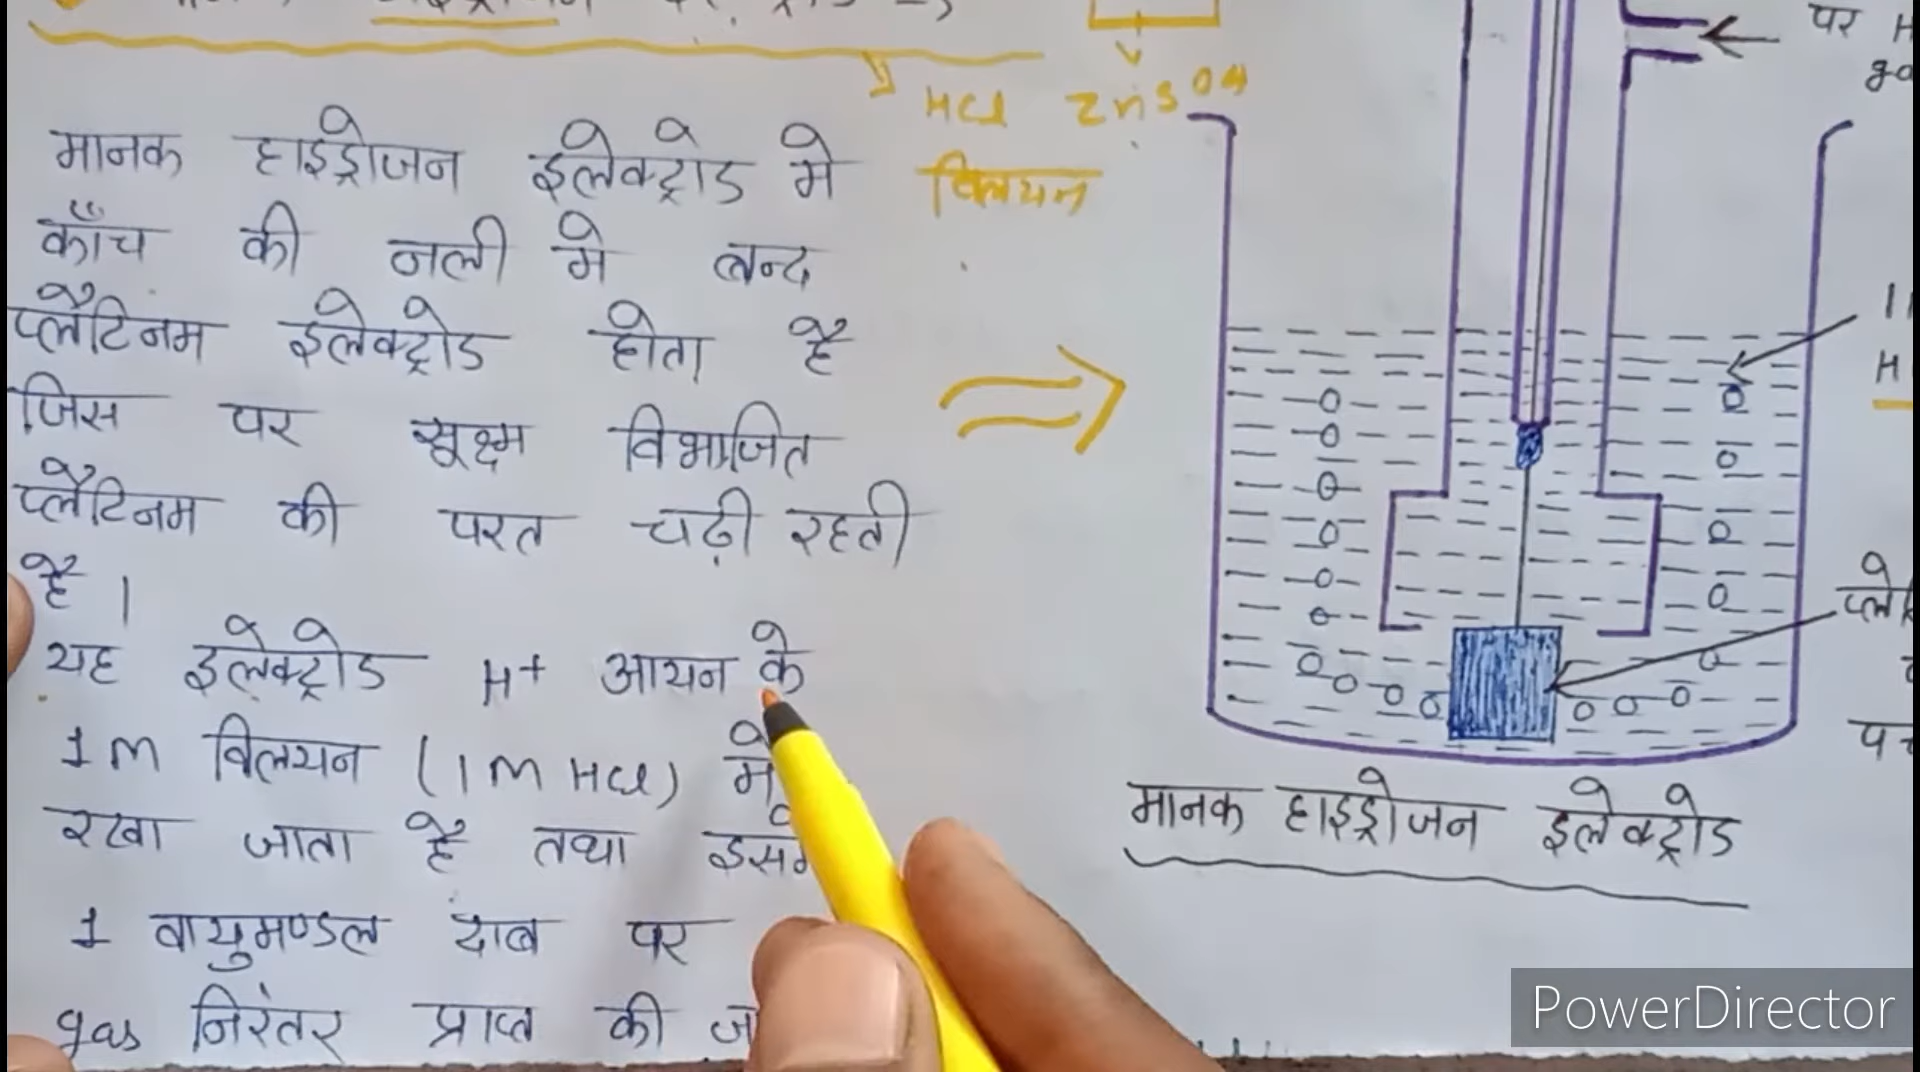 HCl ZnSO4
विलयन
मानक हाइड्रोजन इलेक्ट्रोड मे
काँच की नली मे बन्द
प्लैटिनम इलेक्ट्रोड होता है
जिस पर सूक्ष्म विभाजित
प्लैटिनम की परत चढ़ी रहती
है ।
यह इलेक्ट्रोड H+ आयन के
1M विलयन (1M HCl) मे
रखा जाता है तथा
1 वायुमण्डल दाब पर
gas निरंतर प्राप्त की
पर H
मानक हाइड्रोजन इलेक्ट्रोड
PowerDirector